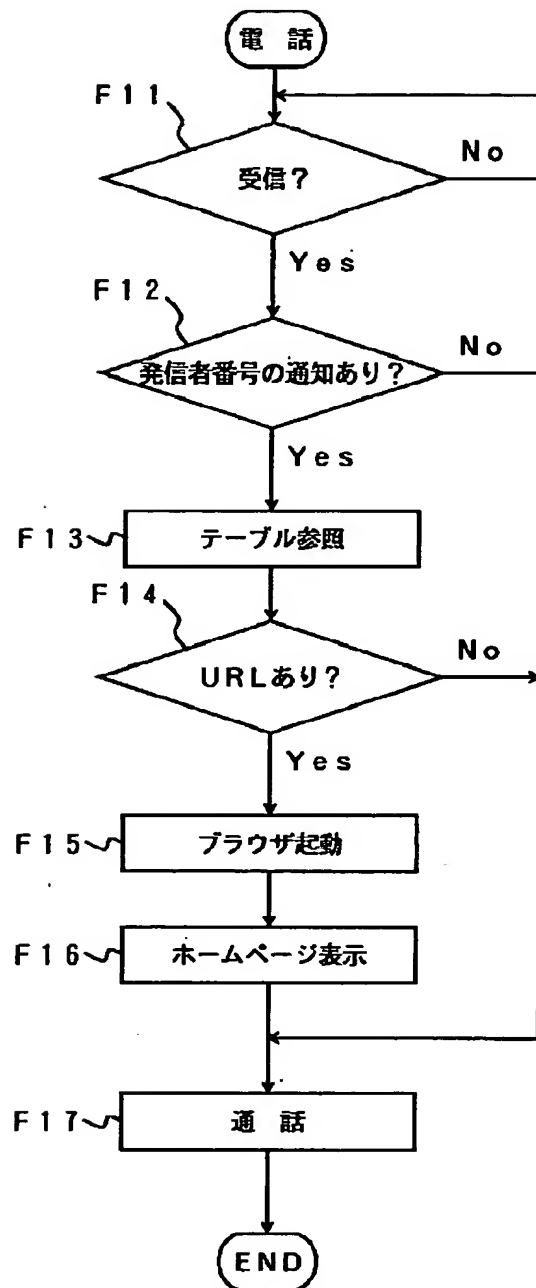 電 話
F11
受信?
No
Yes
F12
発信者番号の通知あり?
No
Yes
F13
テーブル参照
F14
URLあり?
No
Yes
F15
ブラウザ起動
F16
ホームページ表示
F17
通 話
END